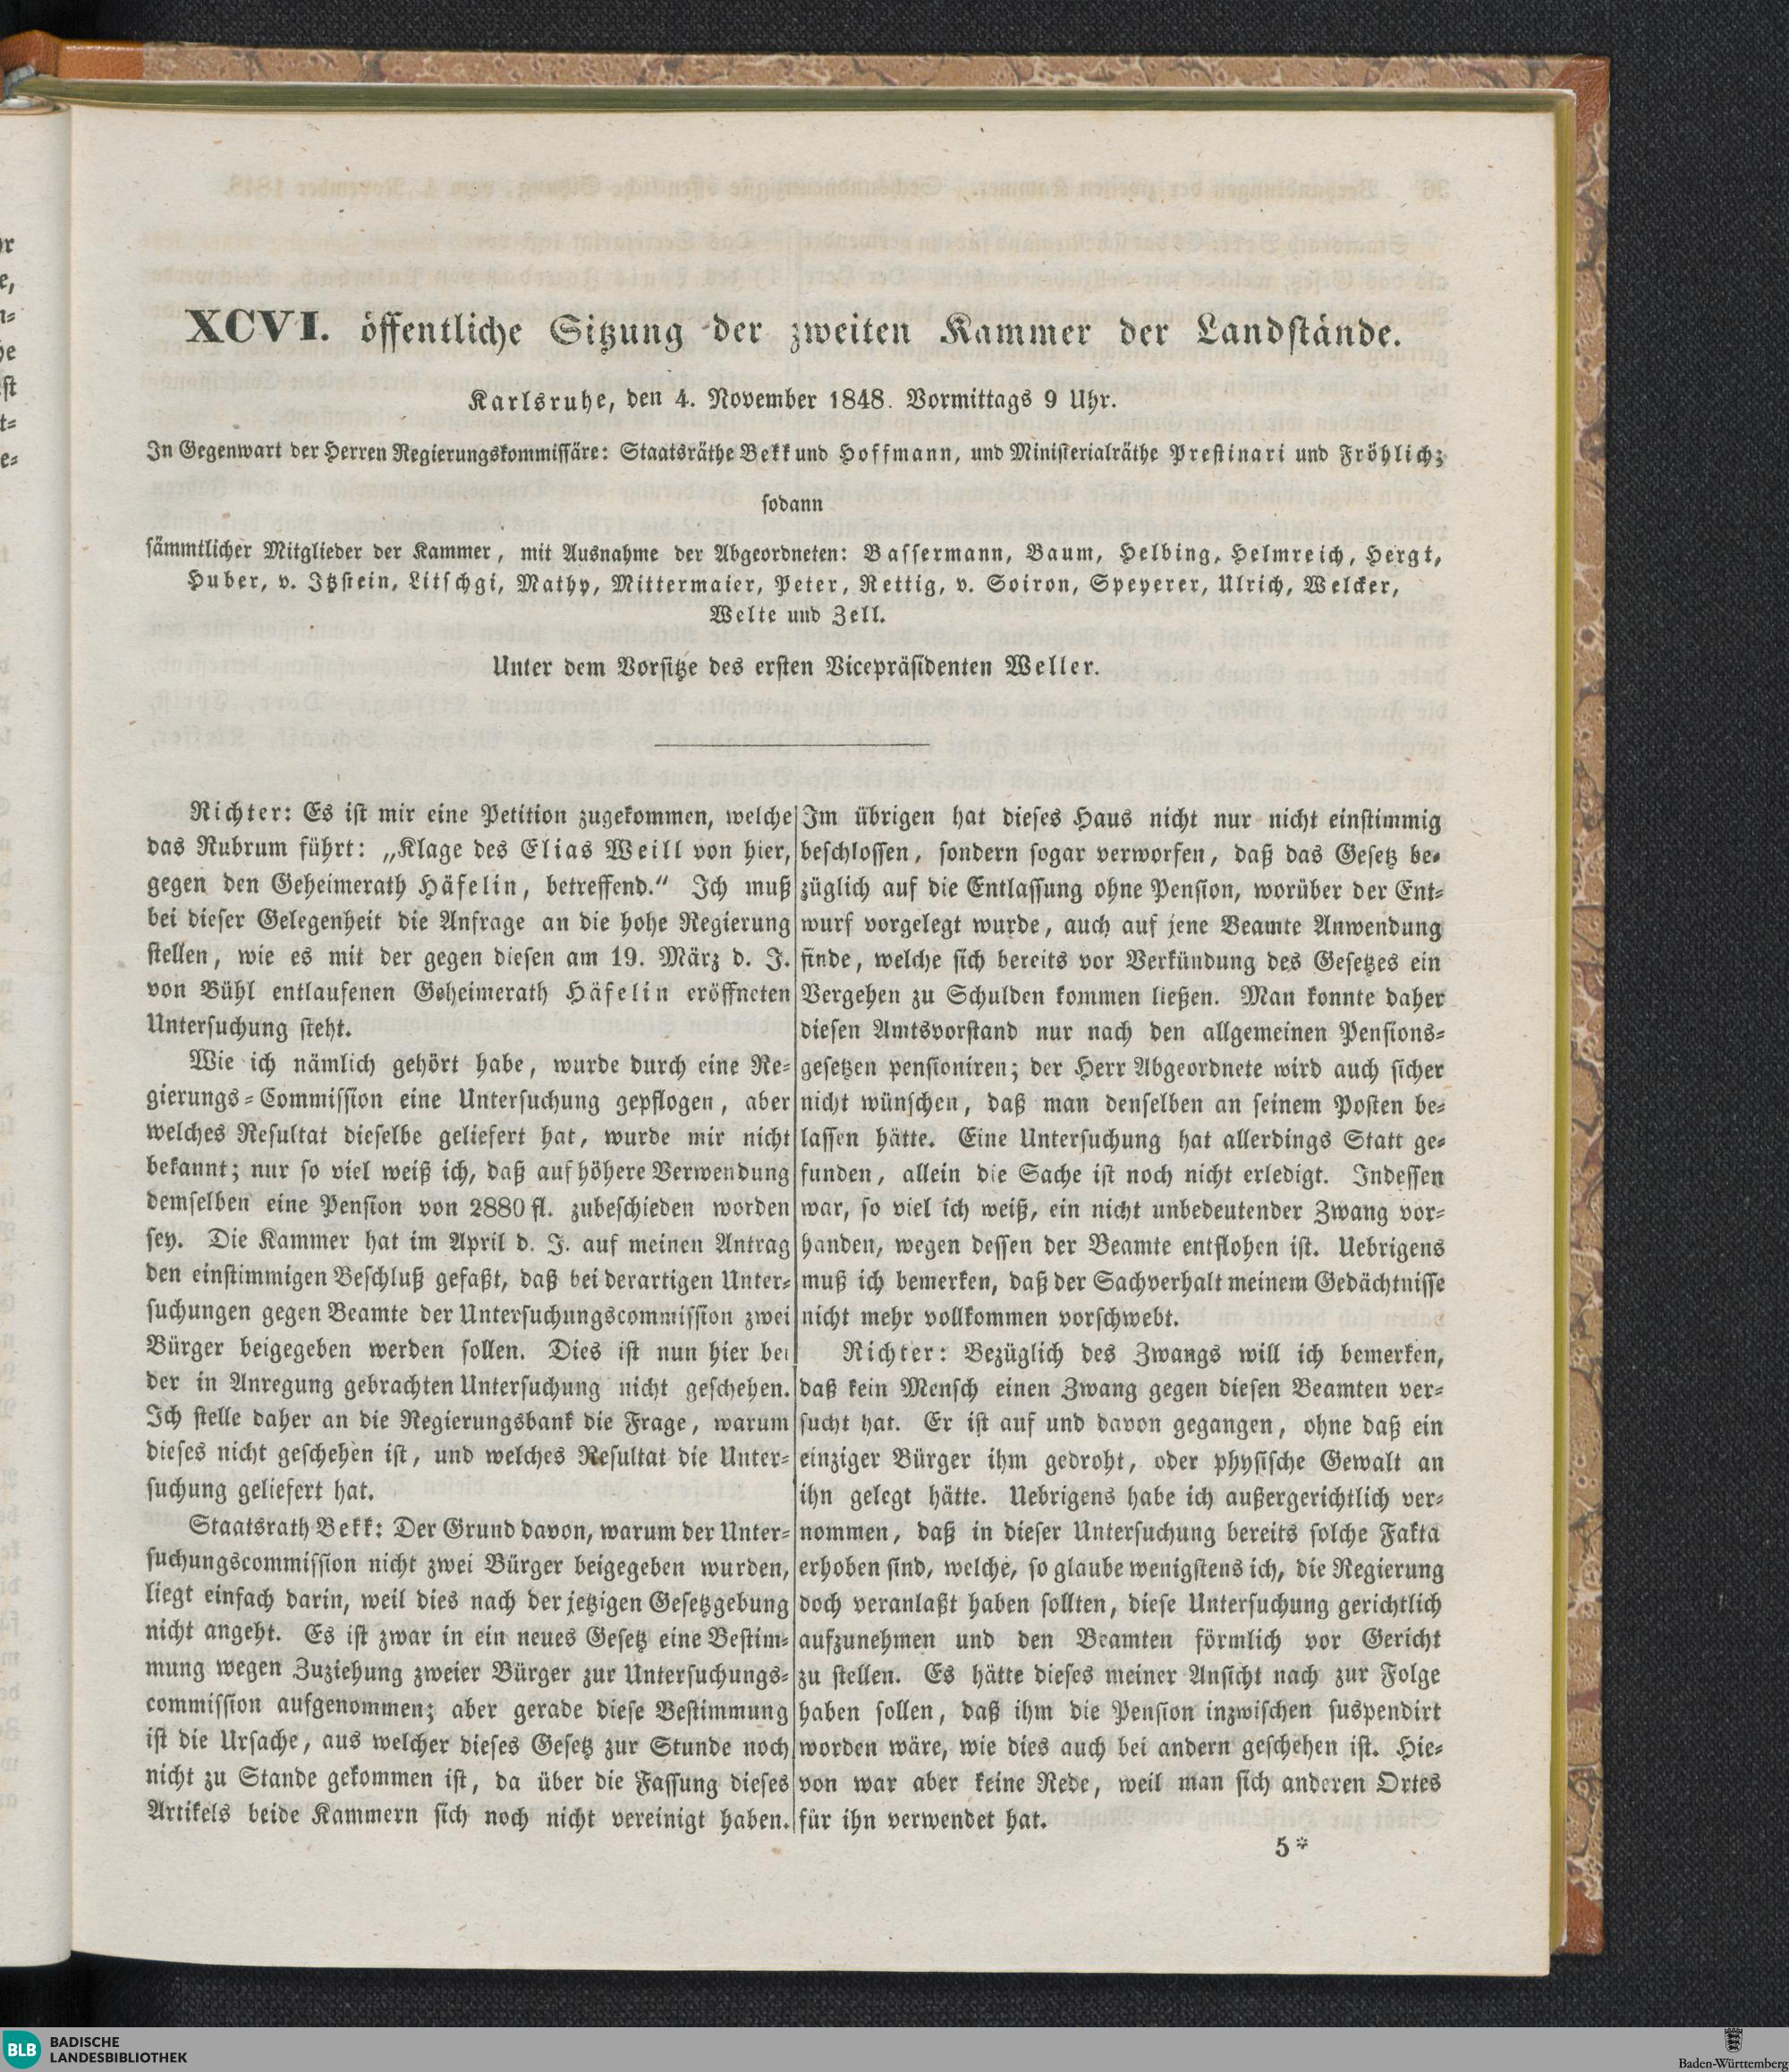 XCVI. öffentliche Sitzung der zweiten Kammer der Landstände.
Karlsruhe, den 4. November 1848. Vormittags 9 Uhr.
In Gegenwart der Herren Regierungskommissäre: Staatsräthe Bekk und Hoffmann, und Ministerialräthe Prestinari und Fröhlich;
sodann
sämmtlicher Mitglieder der Kammer, mit Ausnahme der Abgeordneten: Bassermann, Baum, Helbing, Helmreich, Hergt,
Huber, v. Itzstein, Litschgi, Mathy, Mittermaier, Peter, Rettig, v. Soiron, Speyerer, Ulrich, Welcker,
Welte und Zell.
Unter dem Vorsitze des ersten Vicepräsidenten Weller.
Richter: Es ist mir eine Petition zugekommen, welche
das Rubrum führt: „Klage des Elias Weill von hier,
gegen den Geheimerath Häfelin, betreffend.“ Ich muß
bei dieser Gelegenheit die Anfrage an die hohe Regierung
stellen, wie es mit der gegen diesen am 19. März d. J.
von Bühl entlaufenen Geheimerath Häfelin eröffneten
Untersuchung steht.
Wie ich nämlich gehört habe, wurde durch eine Re-
gierungs-Commission eine Untersuchung gepflogen, aber
welches Resultat dieselbe geliefert hat, wurde mir nicht
bekannt; nur so viel weiß ich, daß auf höhere Verwendung
demselben eine Pension von 2880 fl. zubeschieden worden
sey. Die Kammer hat im April d. J. auf meinen Antrag
den einstimmigen Beschluß gefaßt, daß bei derartigen Unter-
suchungen gegen Beamte der Untersuchungscommission zwei
Bürger beigegeben werden sollen. Dies ist nun hier bei
der in Anregung gebrachten Untersuchung nicht geschehen.
Ich stelle daher an die Regierungsbank die Frage, warum
dieses nicht geschehen ist, und welches Resultat die Unter-
suchung geliefert hat.
Staatsrath Bekk: Der Grund davon, warum der Unter-
suchungscommission nicht zwei Bürger beigegeben wurden,
liegt einfach darin, weil dies nach der jetzigen Gesetzgebung
nicht angeht. Es ist zwar in ein neues Gesetz eine Bestim-
mung wegen Zuziehung zweier Bürger zur Untersuchungs-
commission aufgenommen; aber gerade diese Bestimmung
ist die Ursache, aus welcher dieses Gesetz zur Stunde noch
nicht zu Stande gekommen ist, da über die Fassung dieses
Artikels beide Kammern sich noch nicht vereinigt haben.
Im übrigen hat dieses Haus nicht nur nicht einstimmig
beschlossen, sondern sogar verworfen, daß das Gesetz be-
züglich auf die Entlassung ohne Pension, worüber der Ent-
wurf vorgelegt wurde, auch auf jene Beamte Anwendung
finde, welche sich bereits vor Verkündung des Gesetzes ein
Vergehen zu Schulden kommen ließen. Man konnte daher
diesen Amtsvorstand nur nach den allgemeinen Pensions-
gesetzen pensioniren; der Herr Abgeordnete wird auch sicher
nicht wünschen, daß man denselben an seinem Posten be-
lassen hätte. Eine Untersuchung hat allerdings Statt ge-
funden, allein die Sache ist noch nicht erledigt. Indessen
war, so viel ich weiß, ein nicht unbedeutender Zwang vor-
handen, wegen dessen der Beamte entflohen ist. Uebrigens
muß ich bemerken, daß der Sachverhalt meinem Gedächtnisse
nicht mehr vollkommen vorschwebt.
Richter: Bezüglich des Zwangs will ich bemerken,
daß kein Mensch einen Zwang gegen diesen Beamten ver-
sucht hat. Er ist auf und davon gegangen, ohne daß ein
einziger Bürger ihm gedroht, oder physische Gewalt an
ihn gelegt hätte. Uebrigens habe ich außergerichtlich ver-
nommen, daß in dieser Untersuchung bereits solche Fakta
erhoben sind, welche, so glaube wenigstens ich, die Regierung
doch veranlaßt haben sollten, diese Untersuchung gerichtlich
aufzunehmen und den Beamten förmlich vor Gericht
zu stellen. Es hätte dieses meiner Ansicht nach zur Folge
haben sollen, daß ihm die Pension inzwischen suspendirt
worden wäre, wie dies auch bei andern geschehen ist. Hie-
von war aber keine Rede, weil man sich anderen Ortes
für ihn verwendet hat.
5*
BLB BADISCHE
LANDESBIBLIOTHEK
Baden-Württemberg